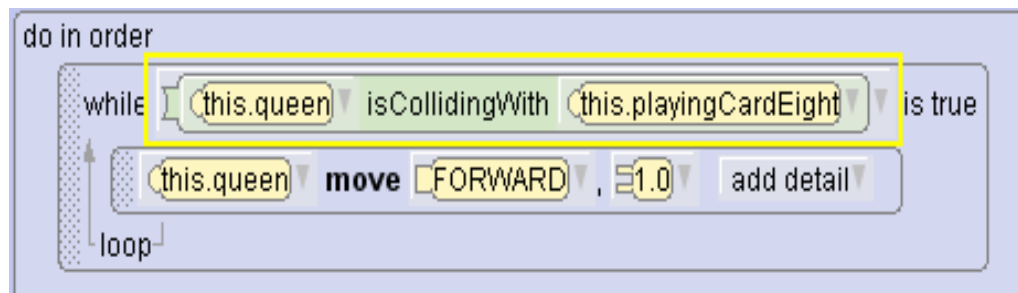 do in order
while this.queen isCollidingWith this.playingCardEight is true
this.queen move FORWARD , 1.0 add detail
loop